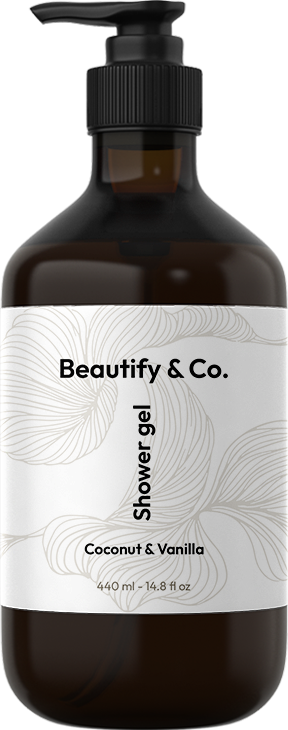 Beautify & Co.
Shower gel
Coconut & Vanilla
440 ml - 14.8 fl oz